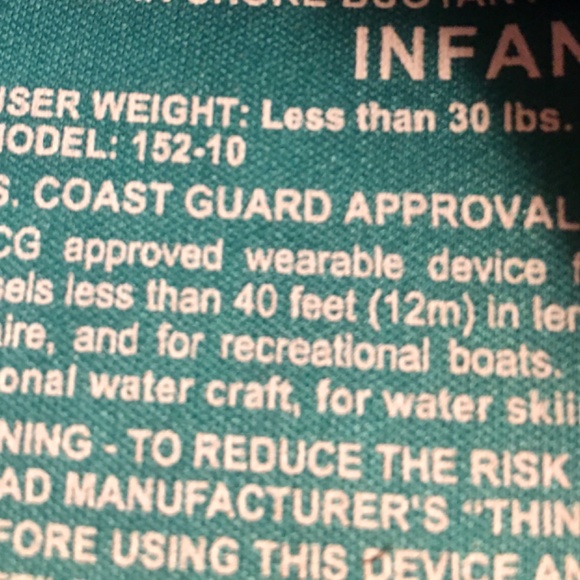 SHORE BUOYAN
INFAN
USER WEIGHT: Less than 30 lbs.
MODEL: 152-10
S. COAST GUARD APPROVAL
CG approved wearable device f
sels less than 40 feet (12m) in len
ire, and for recreational boats.
onal water craft, for water skii
NING - TO REDUCE THE RISK
AD MANUFACTURER'S "THIN
FORE USING THIS DEVICE AN